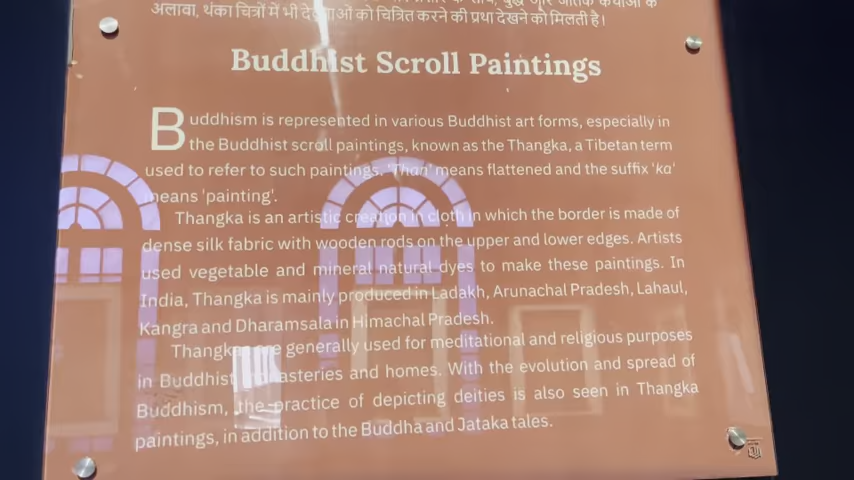 अलावा, थंका चित्रों में भी को चित्रित करने की प्रथा देखने को मिलती है।
Buddhist Scroll Paintings
Buddhism is represented in various Buddhist art forms, especially in
the Buddhist scroll paintings, known as the Thangka, a Tibetan term
used to refer to such paintings. 'Than' means flattened and the suffix 'ka'
means 'painting'.
Thangka is an artistic creation in cloth in which the border is made of
dense silk fabric with wooden rods on the upper and lower edges. Artists
used vegetable and mineral natural dyes to make these paintings. In
India, Thangka is mainly produced in Ladakh, Arunachal Pradesh, Lahaul,
Kangra and Dharamsala in Himachal Pradesh.
are generally used for meditational and religious purposes
in Buddhist monasteries and homes. With the evolution and spread of
Buddhism, the practice of depicting deities is also seen in Thangka
paintings, in addition to the Buddha and Jataka tales.